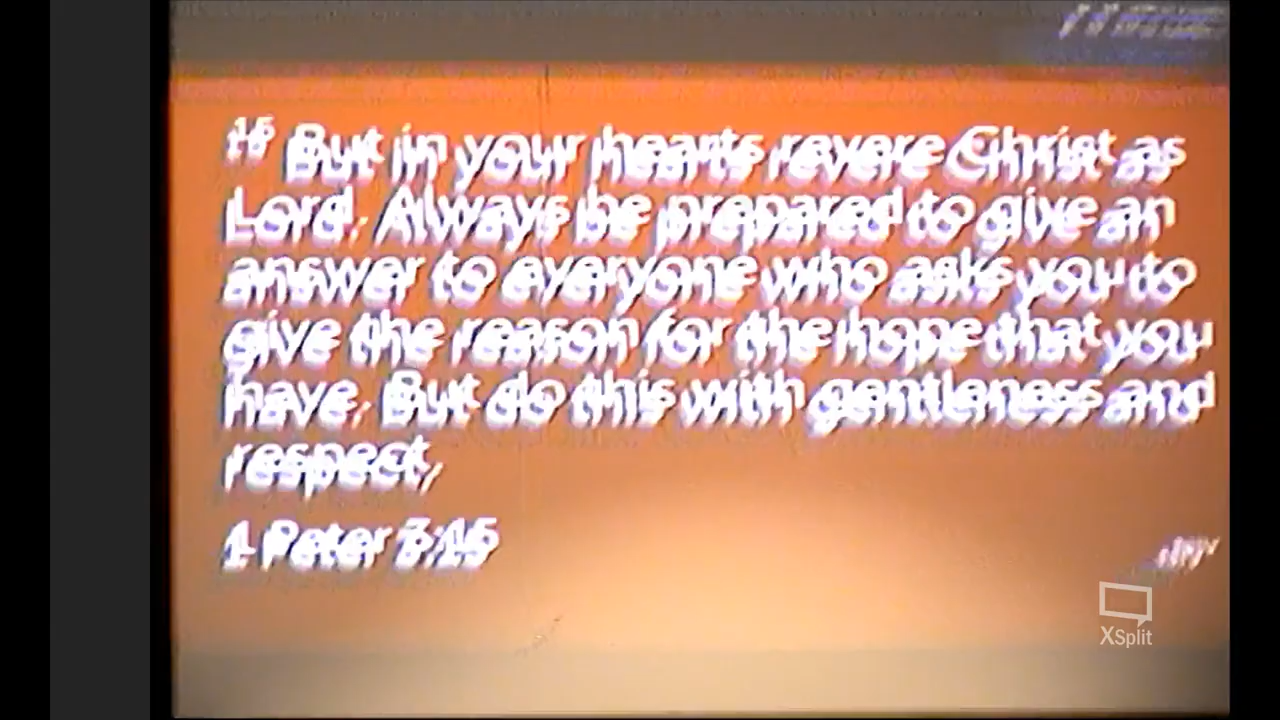 15 But in your hearts revere Christ as
Lord. Always be prepared to give an
answer to everyone who asks you to
give the reason for the hope that you
have. But do this with gentleness and
respect,
1 Peter 3:15
XSplit